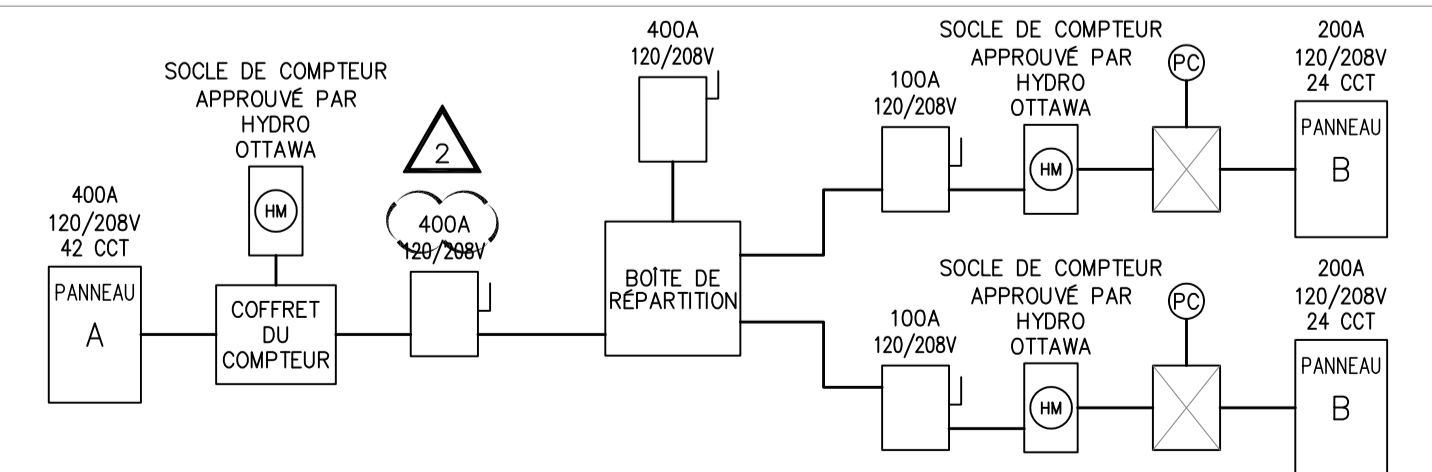 400A
120/208V
42 CCT
PANNEAU
A
SOCLE DE COMPTEUR
APPROUVÉ PAR
HYDRO
OTTAWA
HM
COFFRET
DU
COMPTEUR
2
400A
120/208V
400A
120/208V
BOÎTE DE
RÉPARTITION
100A
120/208V
SOCLE DE COMPTEUR
APPROUVÉ PAR
HYDRO
OTTAWA
HM
PC
200A
120/208V
24 CCT
PANNEAU
B
100A
120/208V
SOCLE DE COMPTEUR
APPROUVÉ PAR
HYDRO
OTTAWA
HM
PC
200A
120/208V
24 CCT
PANNEAU
B